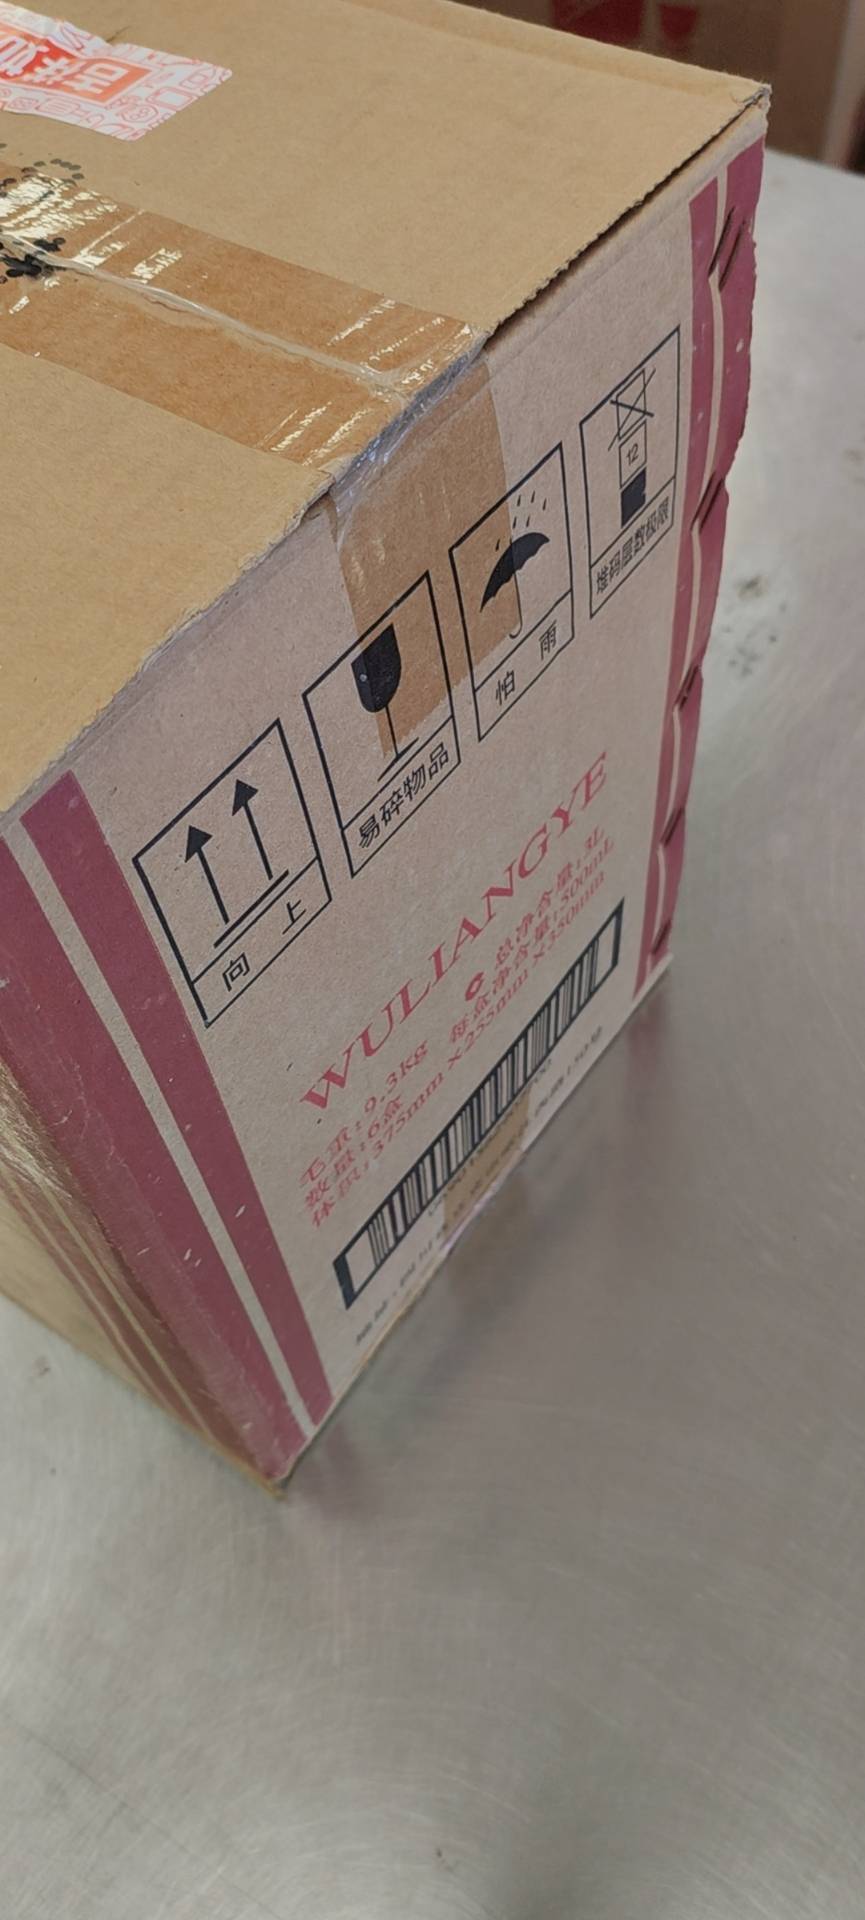 向上
易碎物品
怕雨
12
堆码层数极限
WULIANGYE
毛重:9.3kg 总净含量:3L
数量:6盒 每盒净含量:500mL
体积:375mm×255mm×350mm